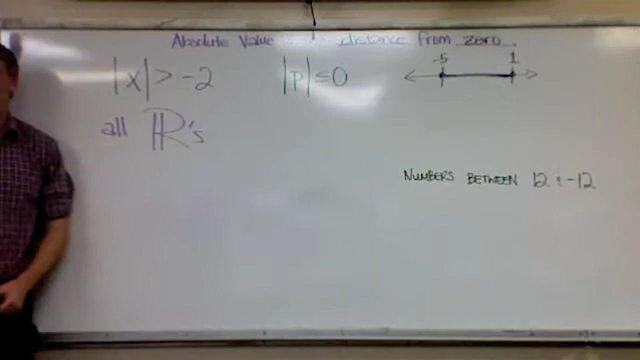 Absolute Value distance from zero.
|x| > -2
|p| ≤ 0
-5 1
all ℝ's
NUMBERS BETWEEN 12 & -12